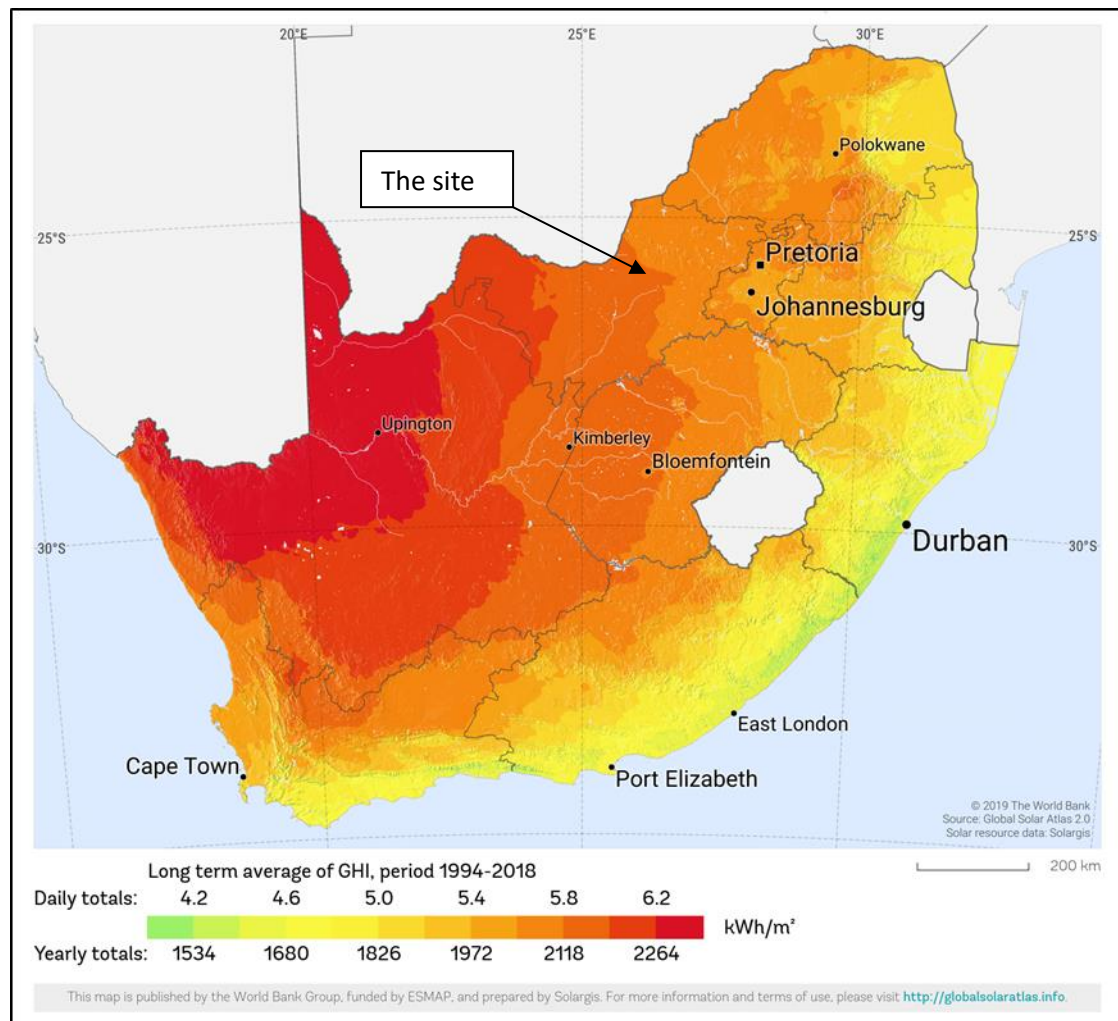 20°E
25°E
30°E
Polokwane
The site
25°S
25°S
Pretoria
Johannesburg
Upington
Kimberley
Bloemfontein
Durban
30°S
30°S
East London
Cape Town
Port Elizabeth
© 2019 The World Bank
Source: Global Solar Atlas 2.0
Solar resource data: Solargis
Long term average of GHI, period 1994-2018
200 km
Daily totals: 4.2 4.6 5.0 5.4 5.8 6.2
kWh/m²
Yearly totals: 1534 1680 1826 1972 2118 2264
This map is published by the World Bank Group, funded by ESMAP, and prepared by Solargis. For more information and terms of use, please visit http://globalsolaratlas.info.